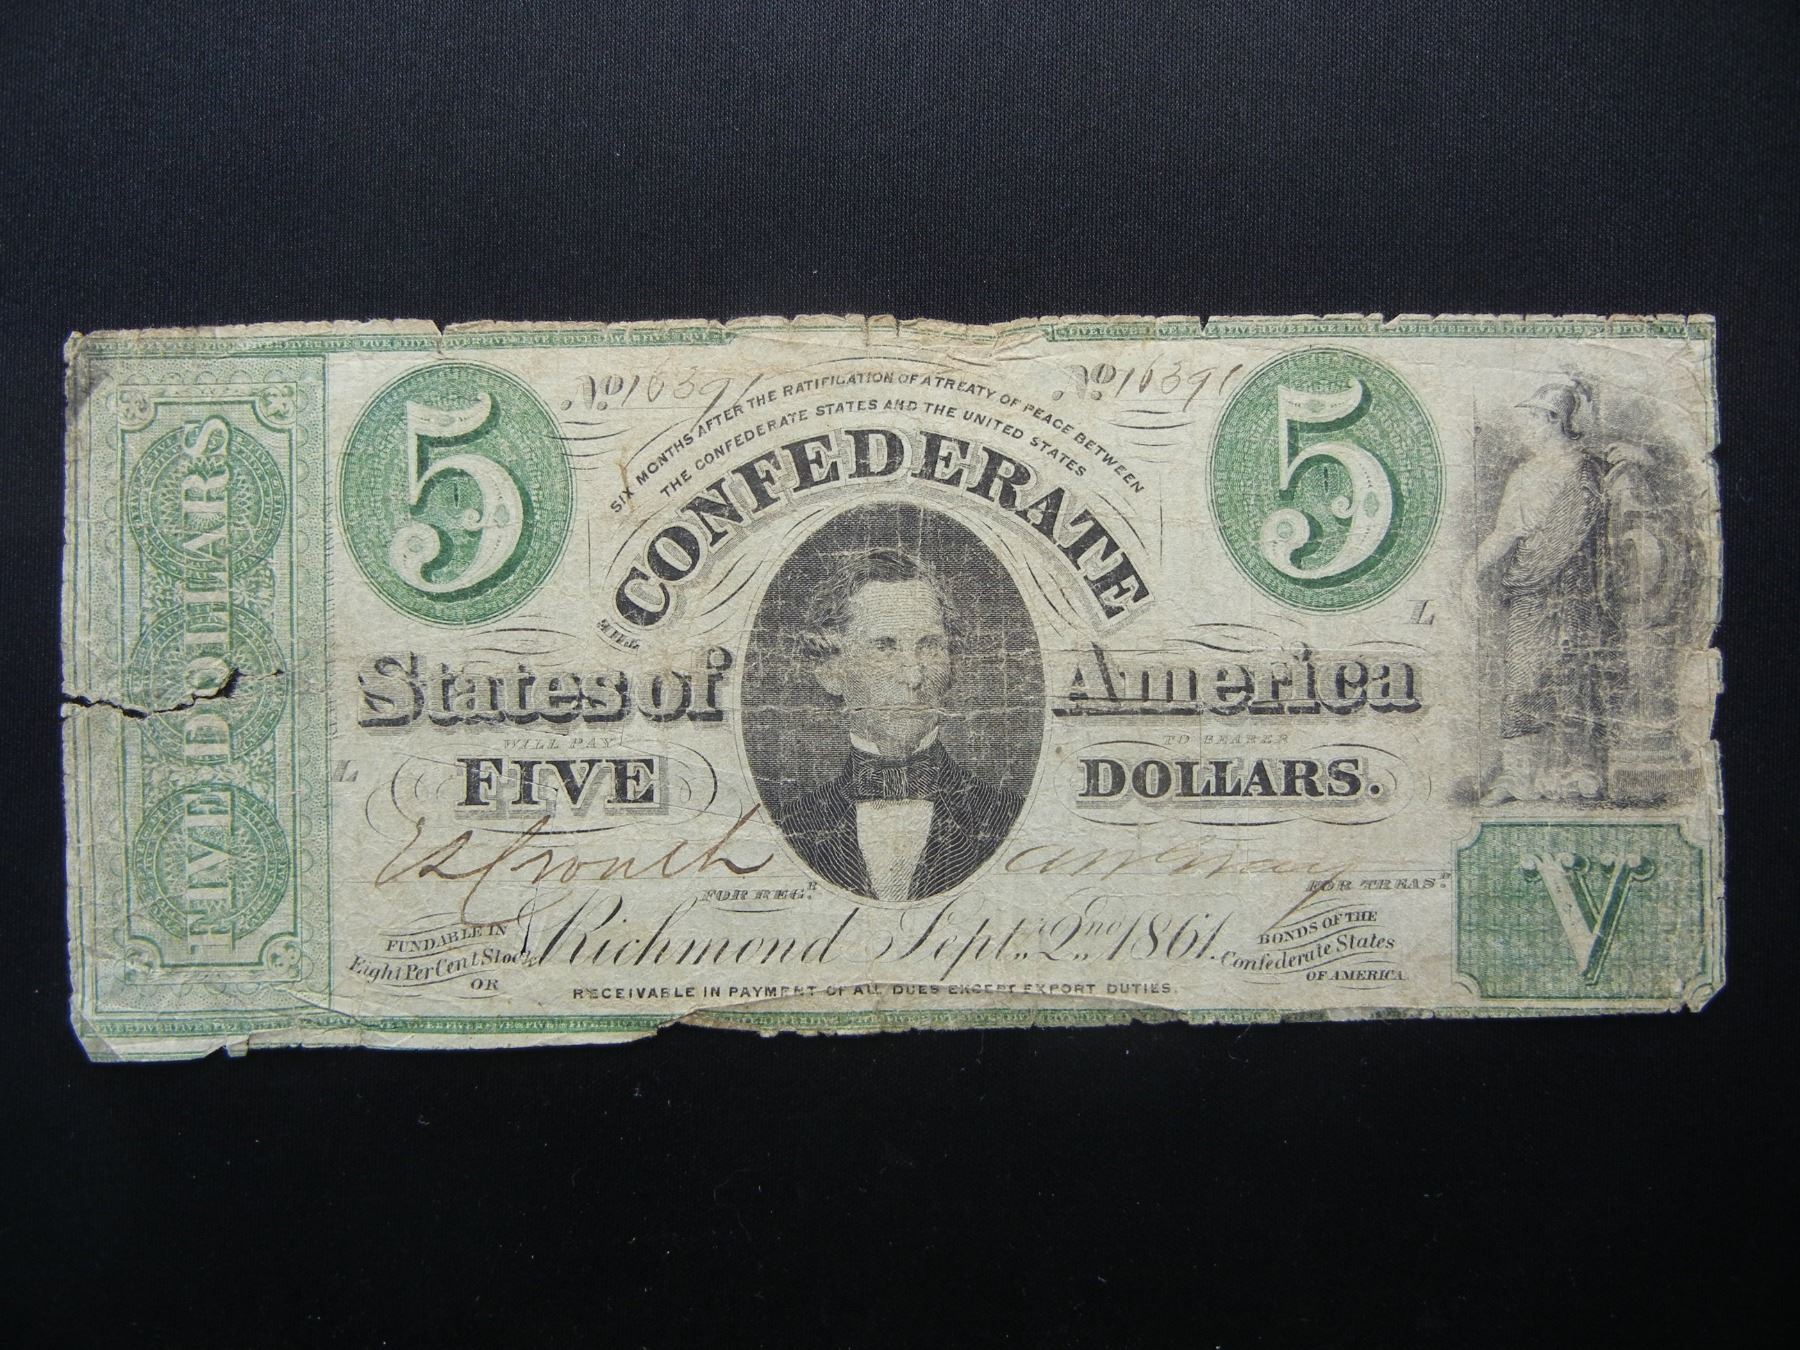 FIVE DOLLARS
5
No 16391
No 16391
5
SIX MONTHS AFTER THE RATIFICATION OF A TREATY OF PEACE BETWEEN
THE CONFEDERATE STATES AND THE UNITED STATES
THE
CONFEDERATE
L
States of America
WILL PAY TO BEARER
L
FIVE DOLLARS.
FOR REGR.
FOR TREASR.
Richmond Sept. 2nd 1861.
FUNDABLE IN
Eight Per Cent Stock
OR
BONDS OF THE
Confederate States
OF AMERICA
RECEIVABLE IN PAYMENT OF ALL DUES EXCEPT EXPORT DUTIES.
V